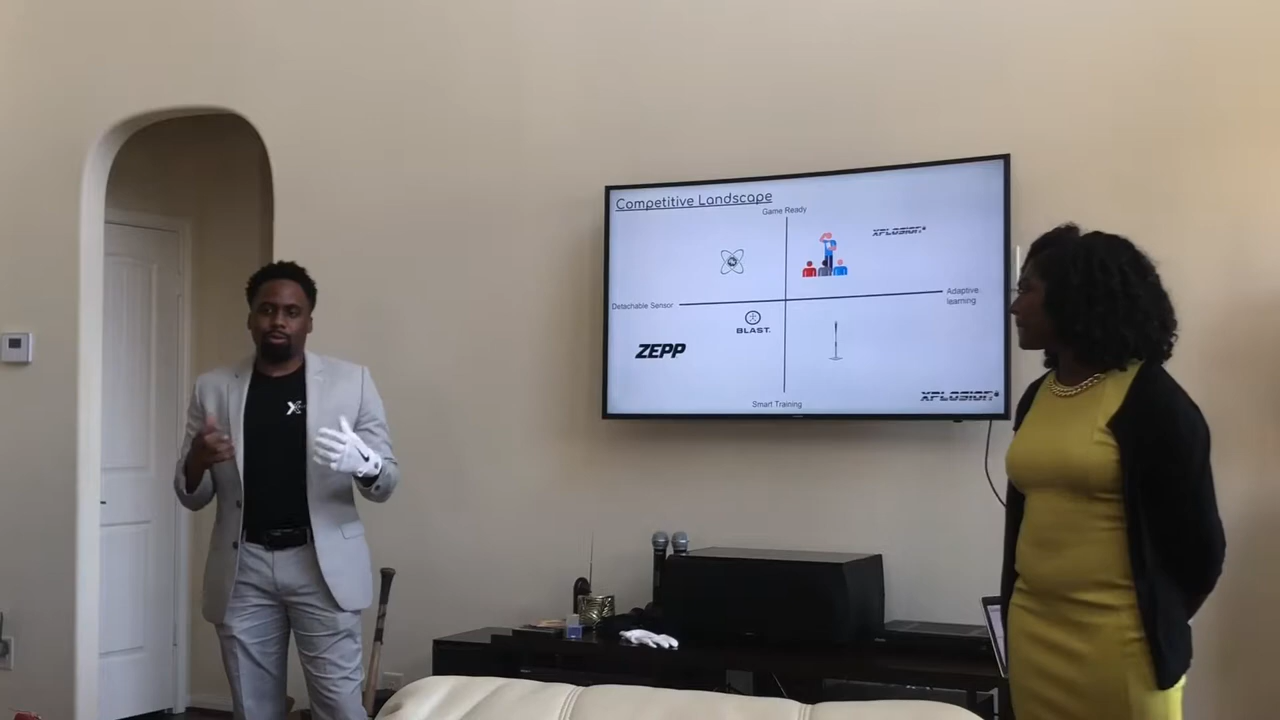 Competitive Landscape
Game Ready
XPLOSION
Detachable Sensor
Adaptive
learning
BLAST.
ZEPP
XPLOSION
Smart Training
X